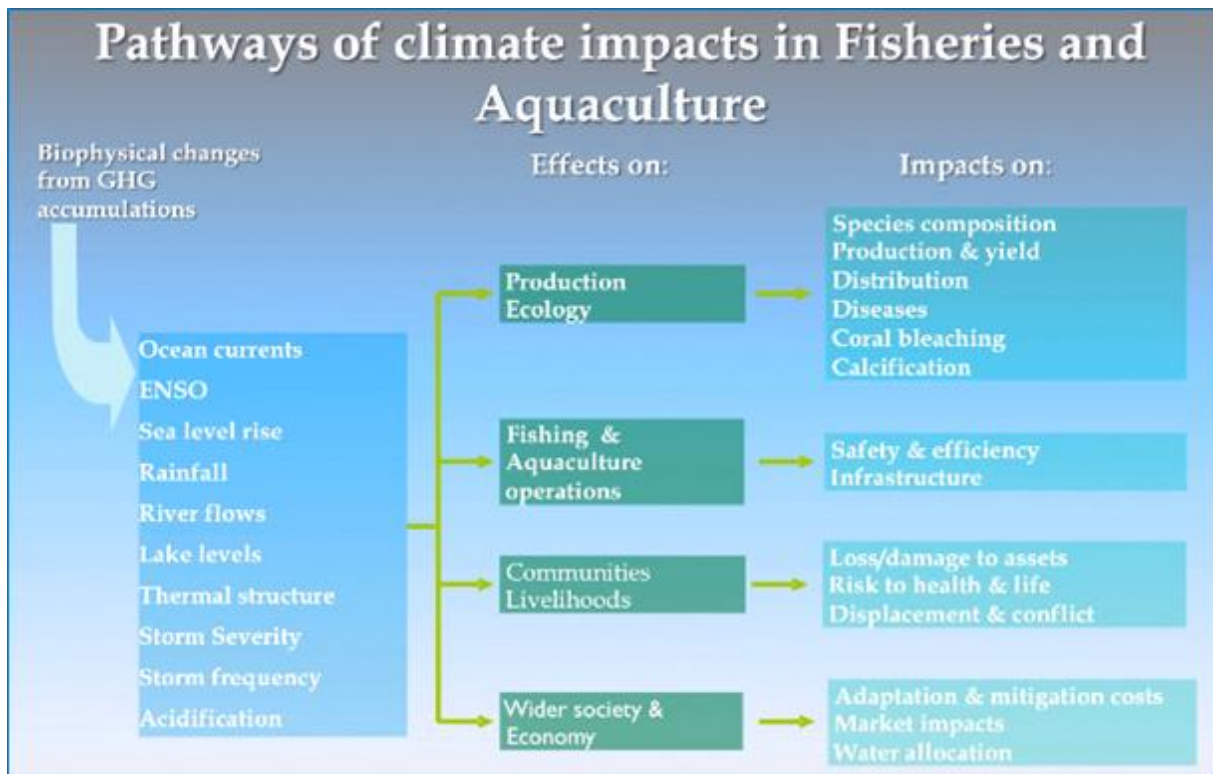 Pathways of climate impacts in Fisheries and
Aquaculture
Biophysical changes
from GHG
accumulations
Effects on:
Impacts on:
Ocean currents
ENSO
Sea level rise
Rainfall
River flows
Lake levels
Thermal structure
Storm Severity
Storm frequency
Acidification
Production
Ecology
Species composition
Production & yield
Distribution
Diseases
Coral bleaching
Calcification
Fishing &
Aquaculture
operations
Safety & efficiency
Infrastructure
Communities
Livelihoods
Loss/damage to assets
Risk to health & life
Displacement & conflict
Wider society &
Economy
Adaptation & mitigation costs
Market impacts
Water allocation